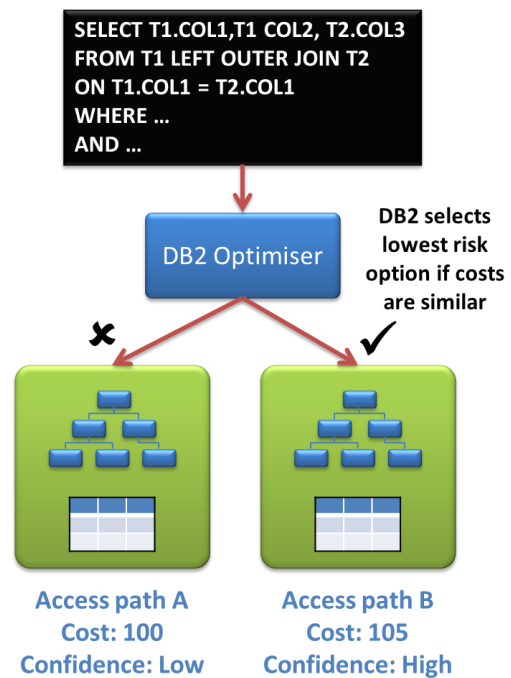 SELECT T1.COL1,T1 COL2, T2.COL3
FROM T1 LEFT OUTER JOIN T2
ON T1.COL1 = T2.COL1
WHERE ...
AND ...
DB2 Optimiser
DB2 selects
lowest risk
option if costs
are similar
Access path A
Cost: 100
Confidence: Low
Access path B
Cost: 105
Confidence: High